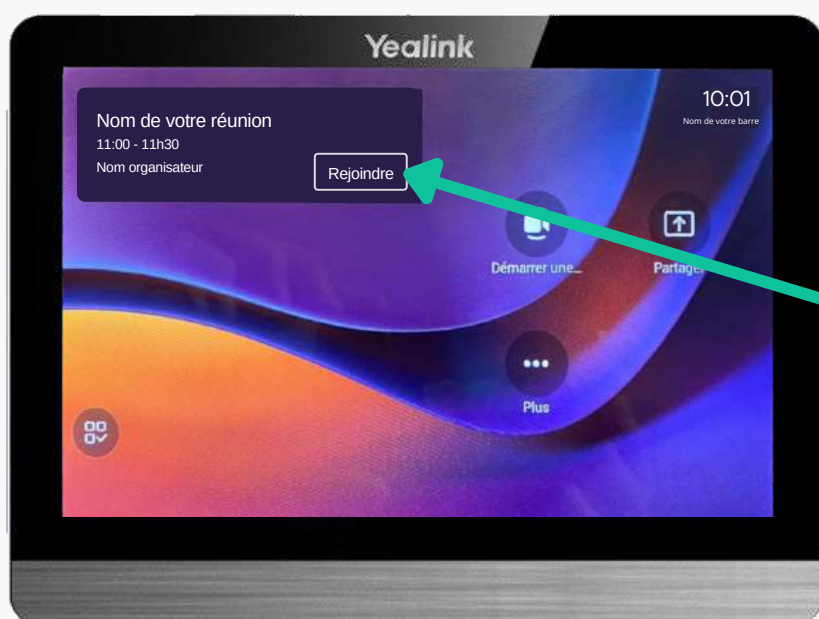 Yealink
10:01
Nom de votre barre
Nom de votre réunion
11:00 - 11h30
Nom organisateur
Rejoindre
Démarrer une...
Partager
Plus